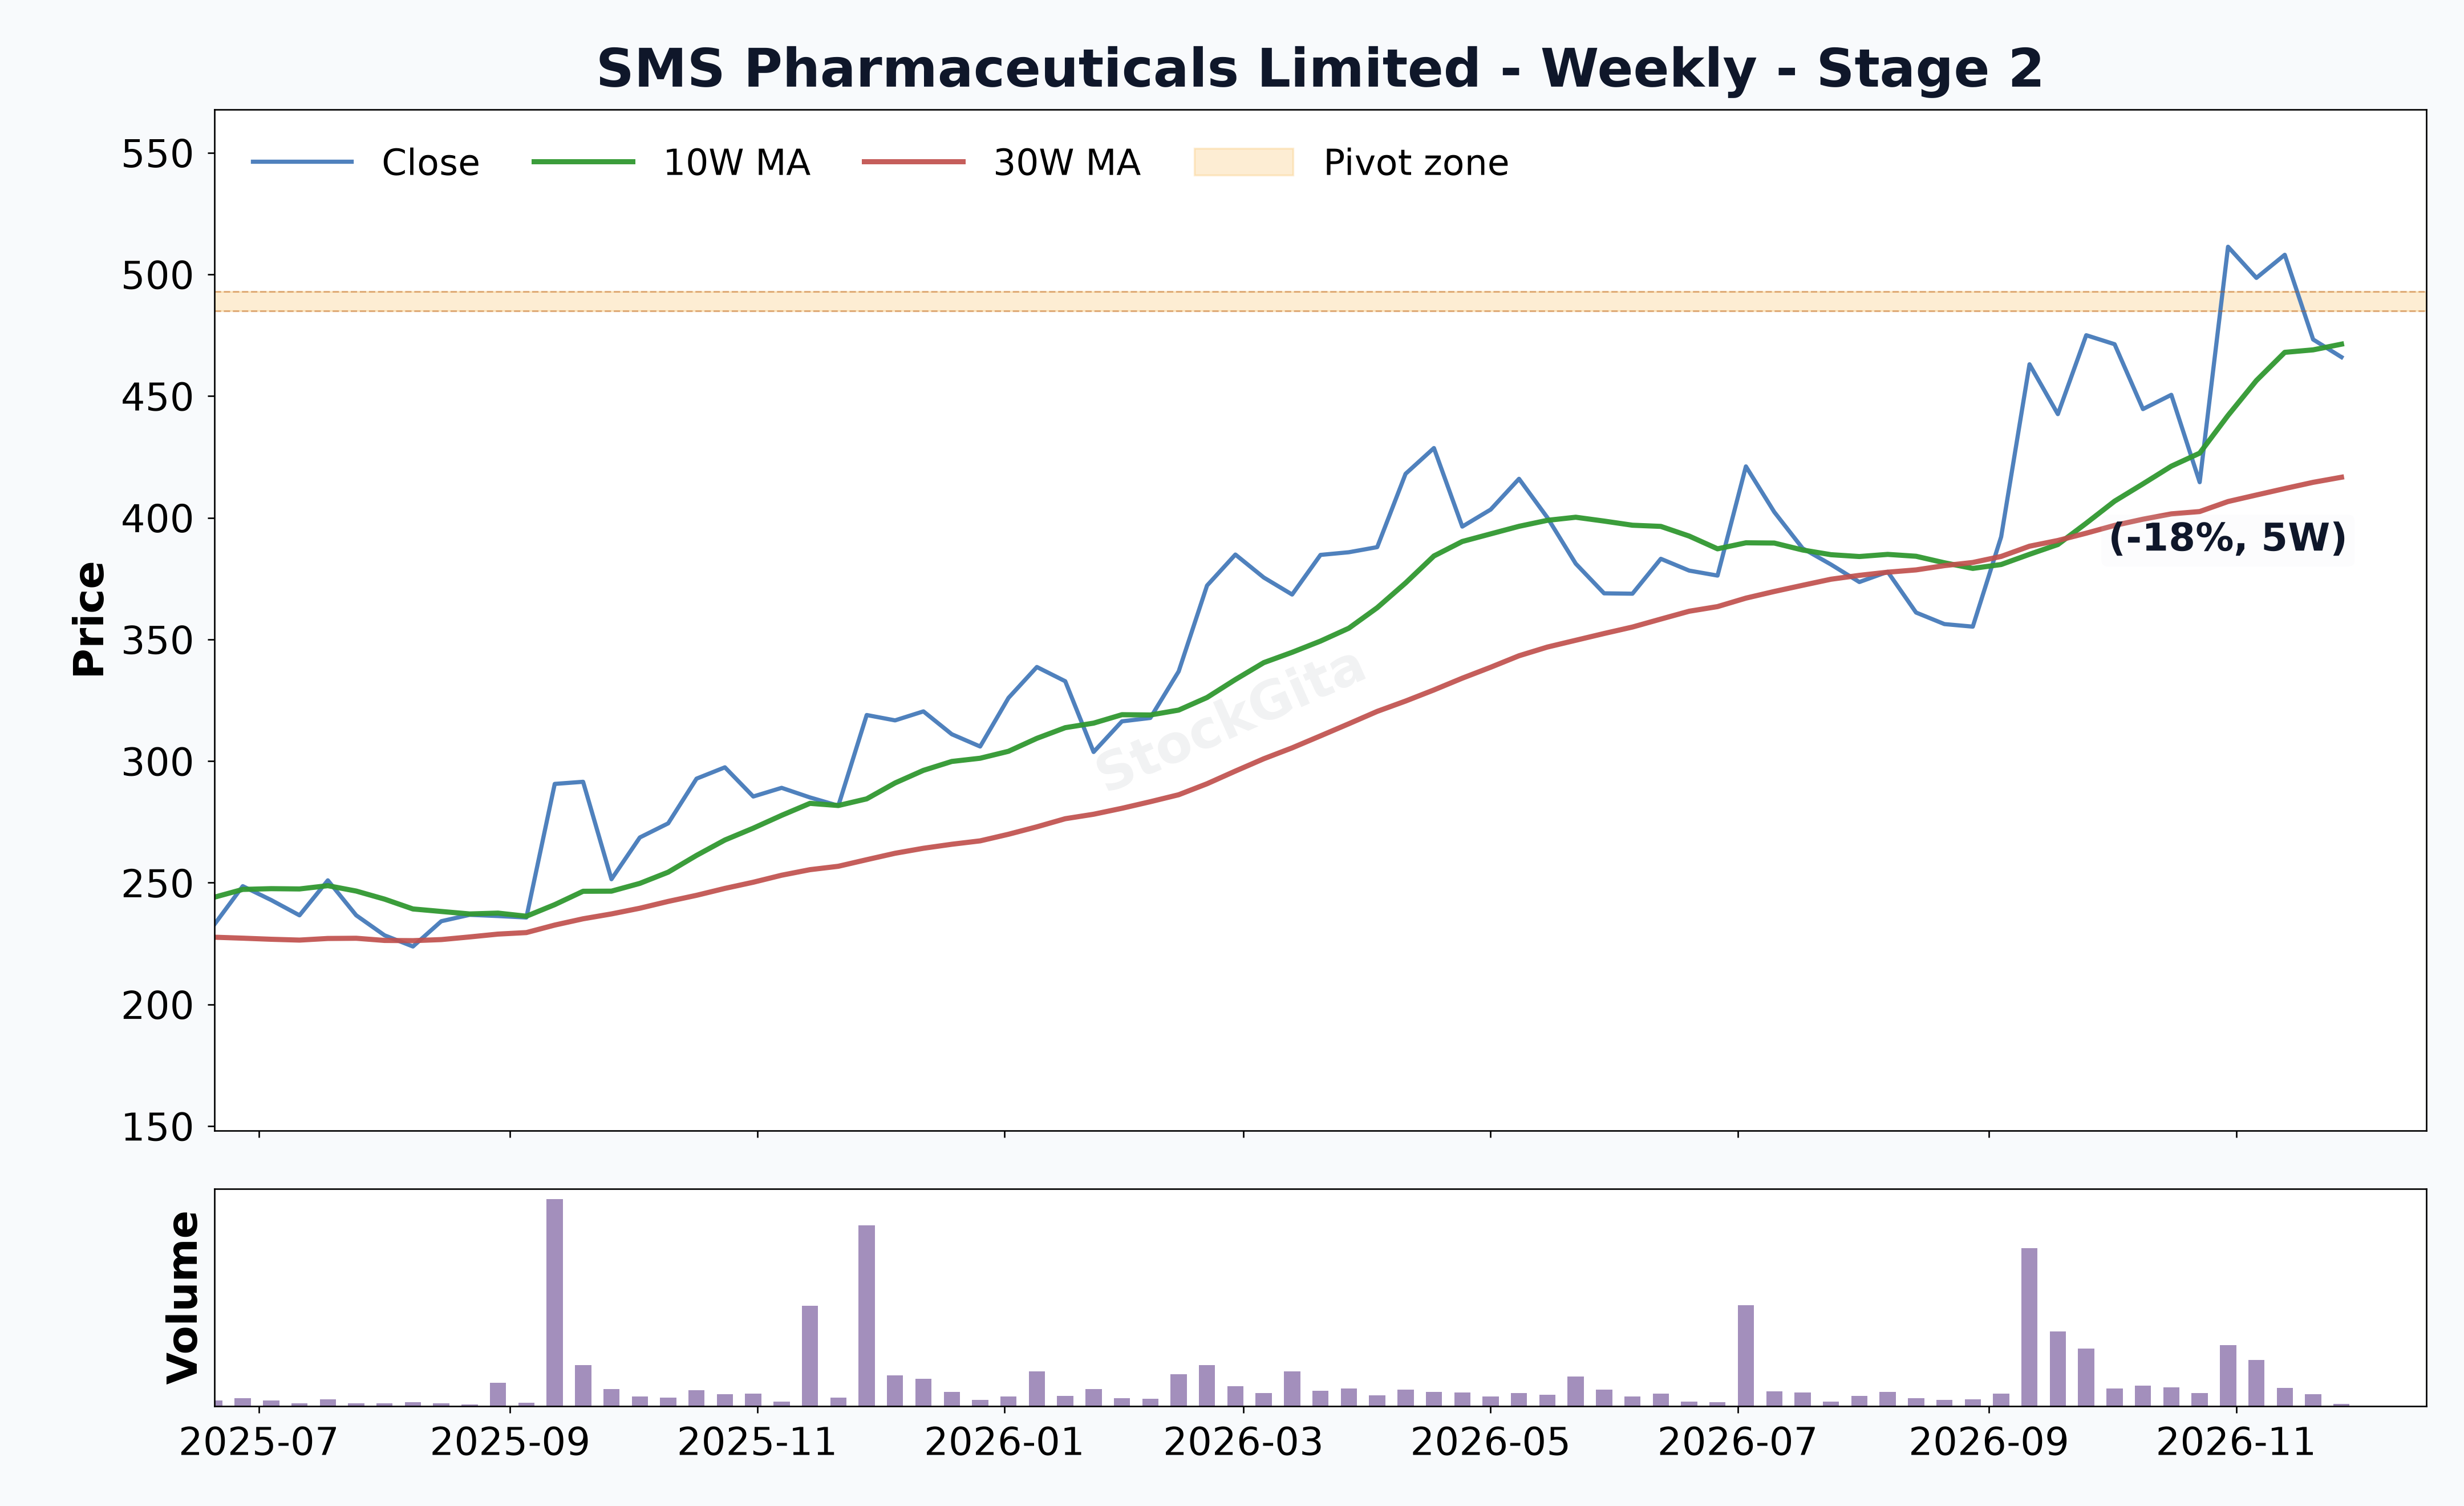 SMS Pharmaceuticals Limited - Weekly - Stage 2
Close 10W MA 30W MA Pivot zone
550
500
450
400
350
300
250
200
150
Price
(-18%, 5W)
StockGita
Volume
2025-07 2025-09 2025-11 2026-01 2026-03 2026-05 2026-07 2026-09 2026-11